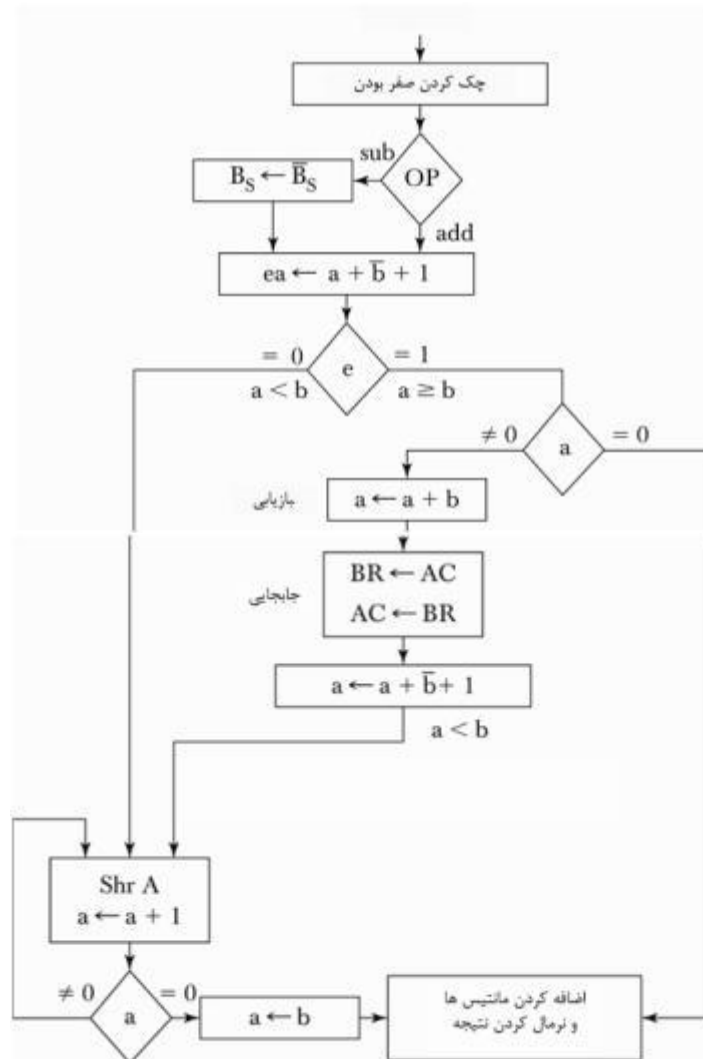 چک کردن صفر بودن
sub
OP
B_S ← B̅_S
add
ea ← a + b̅ + 1
= 0
e
= 1
a < b
a ≥ b
≠ 0
a
= 0
بازیابی
a ← a + b
جابجایی
BR ← AC
AC ← BR
a ← a + b̅ + 1
a < b
Shr A
a ← a + 1
≠ 0
a
= 0
a ← b
اضافه کردن مانتیس ها
و نرمال کردن نتیجه